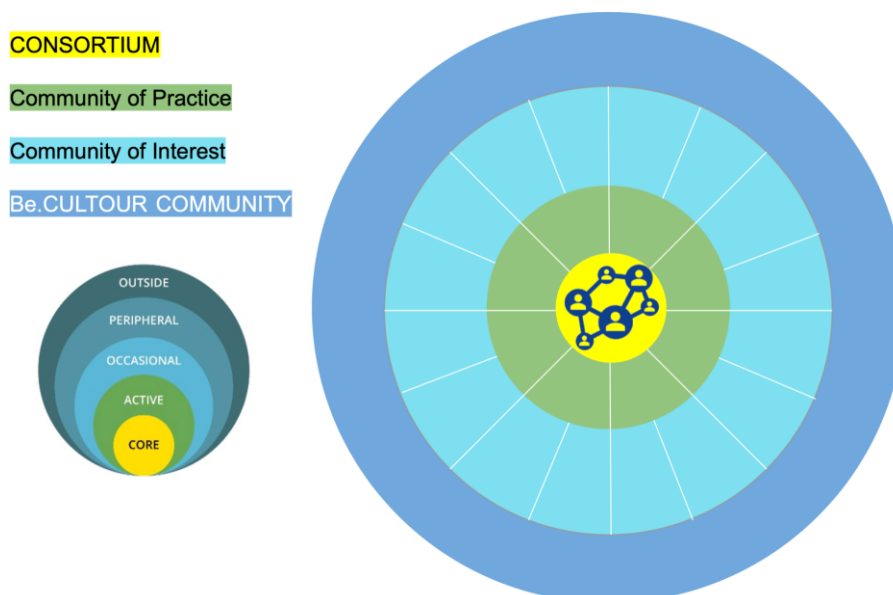 CONSORTIUM
Community of Practice
Community of Interest
Be.CULTOUR COMMUNITY
OUTSIDE
PERIPHERAL
OCCASIONAL
ACTIVE
CORE